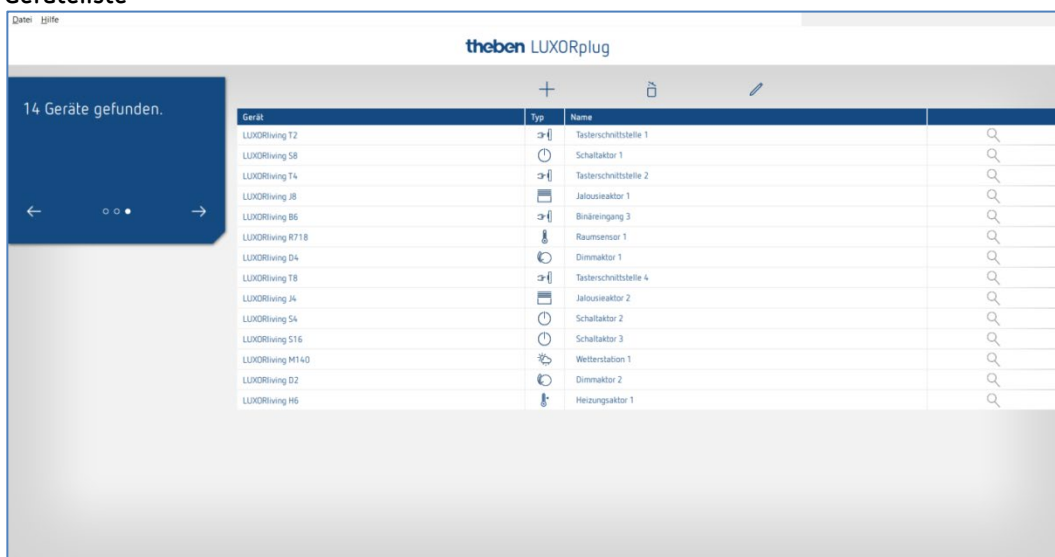 Geräteliste
Datei Hilfe
theben LUXORplug
14 Geräte gefunden.
Gerät Typ Name
LUXORliving T2 Tasterschnittstelle 1
LUXORliving S8 Schaltaktor 1
LUXORliving T4 Tasterschnittstelle 2
LUXORliving J8 Jalousieaktor 1
LUXORliving B6 Binäreingang 3
LUXORliving R718 Raumsensor 1
LUXORliving D4 Dimmaktor 1
LUXORliving T8 Tasterschnittstelle 4
LUXORliving J4 Jalousieaktor 2
LUXORliving S4 Schaltaktor 2
LUXORliving S16 Schaltaktor 3
LUXORliving M140 Wetterstation 1
LUXORliving D2 Dimmaktor 2
LUXORliving H6 Heizungsaktor 1